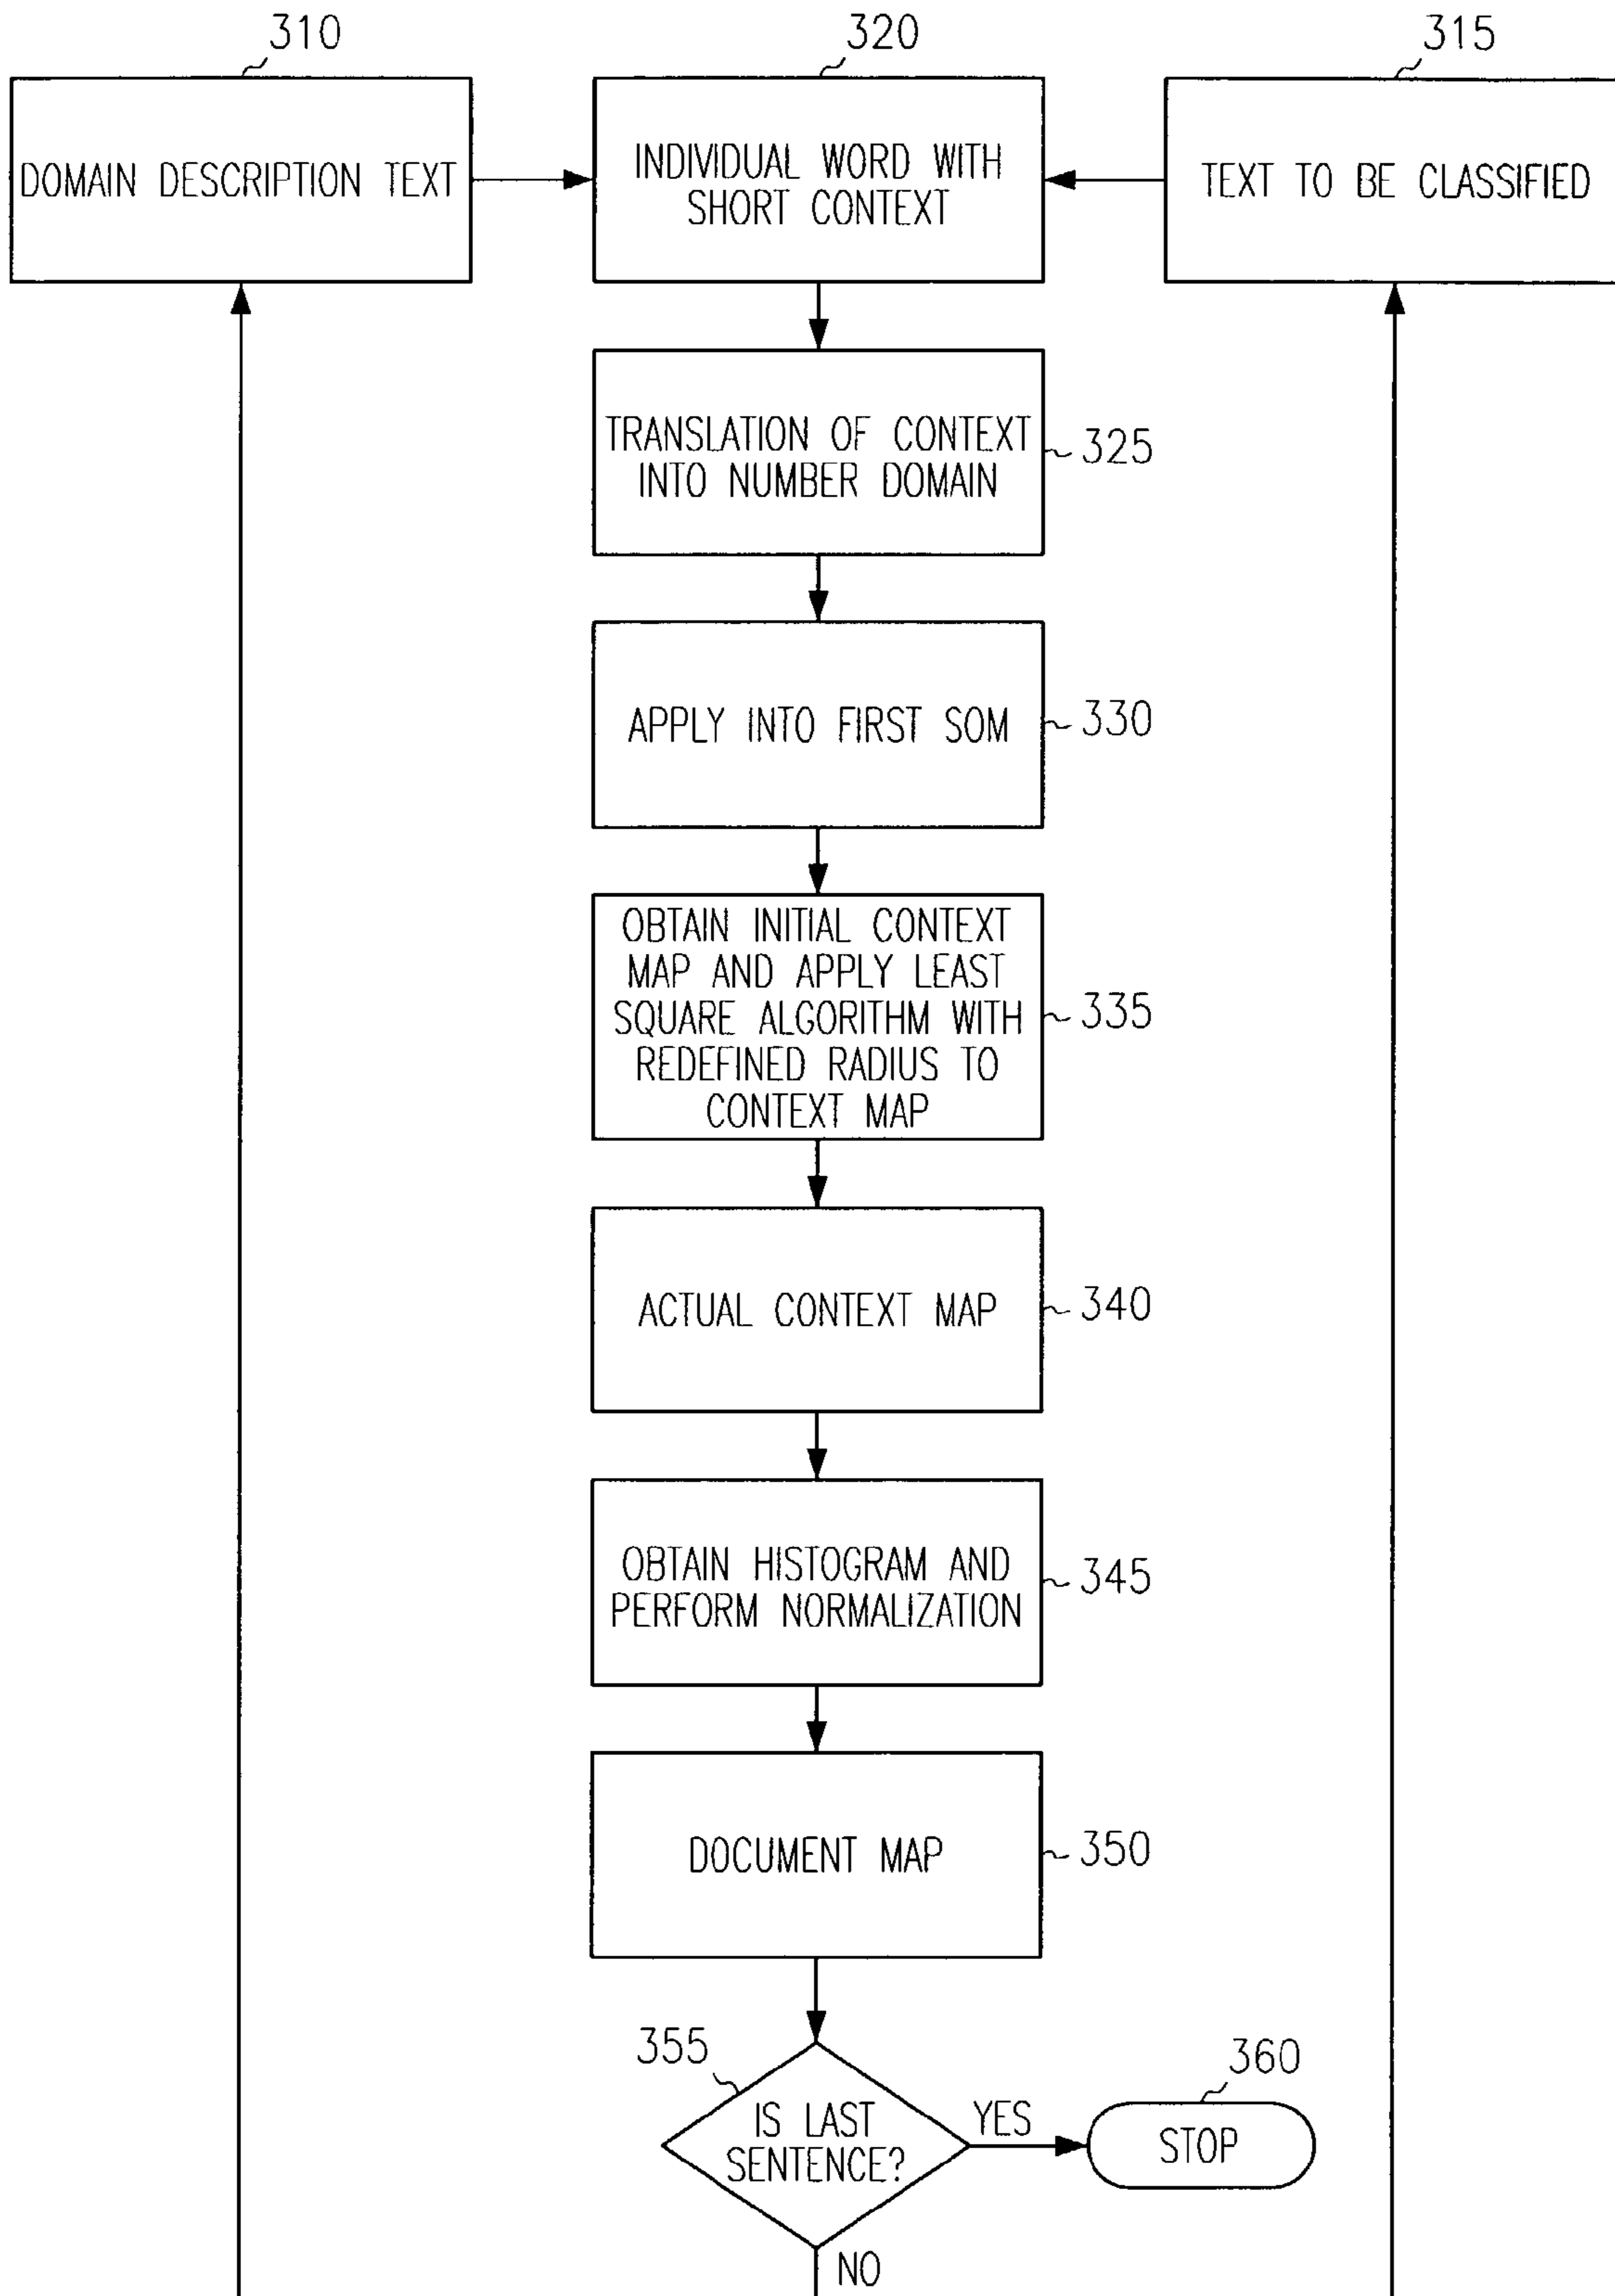 310
320
315
DOMAIN DESCRIPTION TEXT
INDIVIDUAL WORD WITH
SHORT CONTEXT
TEXT TO BE CLASSIFIED
TRANSLATION OF CONTEXT
INTO NUMBER DOMAIN
325
APPLY INTO FIRST SOM
330
OBTAIN INITIAL CONTEXT
MAP AND APPLY LEAST
SQUARE ALGORITHM WITH
REDEFINED RADIUS TO
CONTEXT MAP
335
ACTUAL CONTEXT MAP
340
OBTAIN HISTOGRAM AND
PERFORM NORMALIZATION
345
DOCUMENT MAP
350
355
IS LAST
SENTENCE?
YES
360
STOP
NO